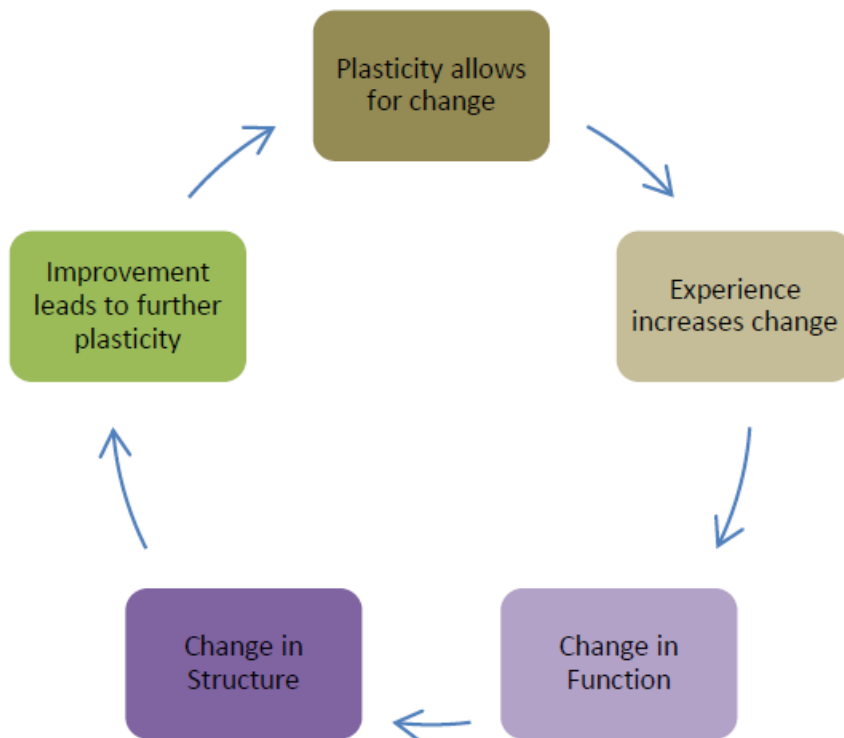 Plasticity allows
for change
Experience
increases change
Change in
Function
Change in
Structure
Improvement
leads to further
plasticity